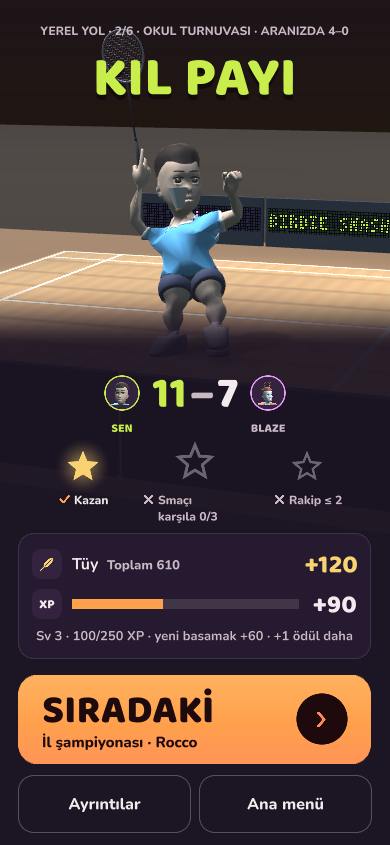 YEREL YOL · 2/6 · OKUL TURNUVASI · ARANIZDA 4–0
KIL PAYI
BIRDIE SMASH
11–7
SEN
BLAZE
Kazan
Smaçı
karşıla 0/3
Rakip ≤ 2
Tüy Toplam 610 +120
XP +90
Sv 3 · 100/250 XP · yeni basamak +60 · +1 ödül daha
SIRADAKİ
İl şampiyonası · Rocco
Ayrıntılar
Ana menü